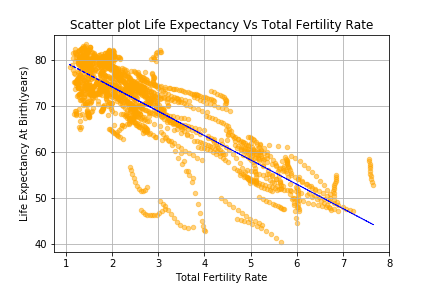 Scatter plot Life Expectancy Vs Total Fertility Rate
Life Expectancy At Birth(years)
80
70
60
50
40
1 2 3 4 5 6 7 8
Total Fertility Rate